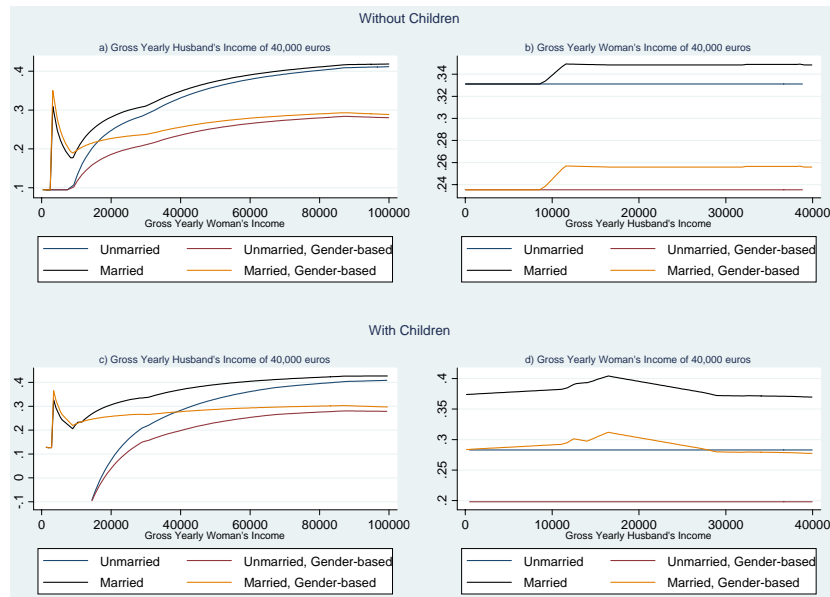 Without Children
a) Gross Yearly Husband's Income of 40,000 euros
.4
.3
.2
.1
0 20000 40000 60000 80000 100000
Gross Yearly Woman's Income
Unmarried Unmarried, Gender-based
Married Married, Gender-based
b) Gross Yearly Woman's Income of 40,000 euros
.34
.32
.3
.28
.26
.24
0 10000 20000 30000 40000
Gross Yearly Husband's Income
Unmarried Unmarried, Gender-based
Married Married, Gender-based
With Children
c) Gross Yearly Husband's Income of 40,000 euros
.4
.3
.2
.1
0
-.1
0 20000 40000 60000 80000 100000
Gross Yearly Woman's Income
Unmarried Unmarried, Gender-based
Married Married, Gender-based
d) Gross Yearly Woman's Income of 40,000 euros
.4
.35
.3
.25
.2
0 10000 20000 30000 40000
Gross Yearly Husband's Income
Unmarried Unmarried, Gender-based
Married Married, Gender-based